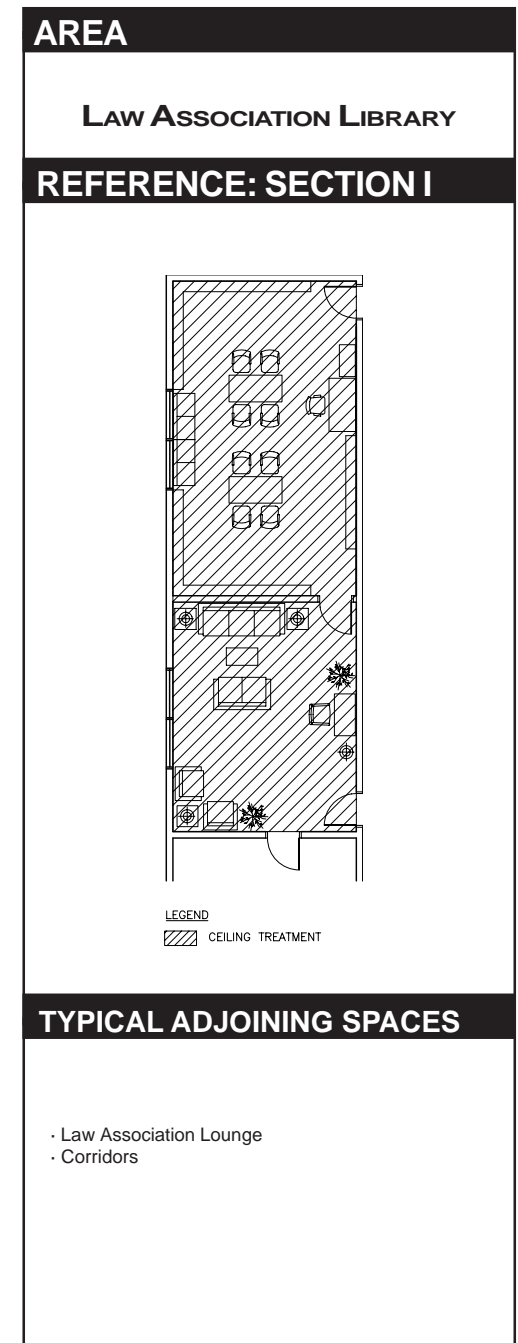 AREA
LAW ASSOCIATION LIBRARY
REFERENCE: SECTION I
LEGEND
CEILING TREATMENT
TYPICAL ADJOINING SPACES
· Law Association Lounge
· Corridors